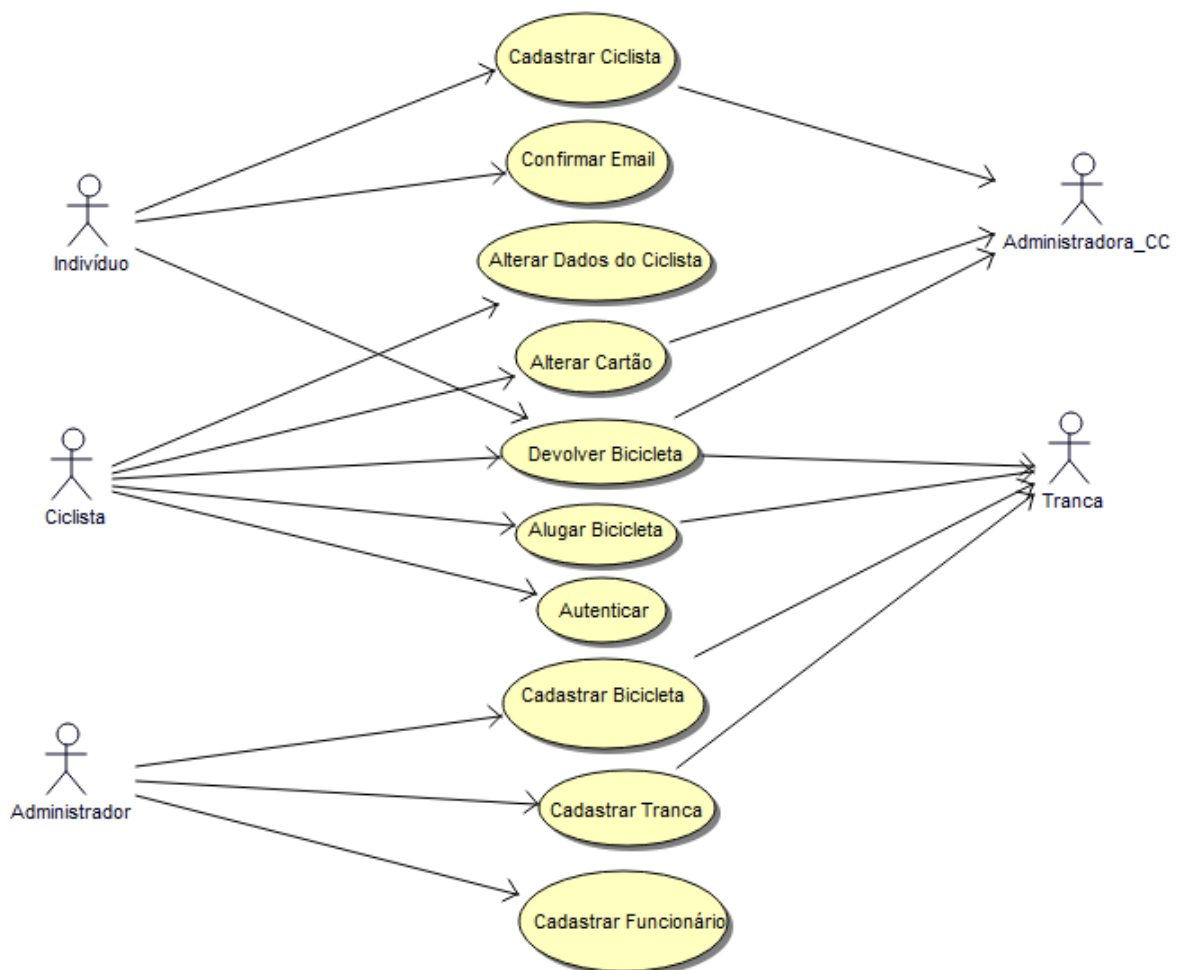 Cadastrar Ciclista
Confirmar Email
Administradora_CC
Indivíduo
Alterar Dados do Ciclista
Alterar Cartão
Devolver Bicicleta
Tranca
Ciclista
Alugar Bicicleta
Autenticar
Cadastrar Bicicleta
Administrador
Cadastrar Tranca
Cadastrar Funcionário